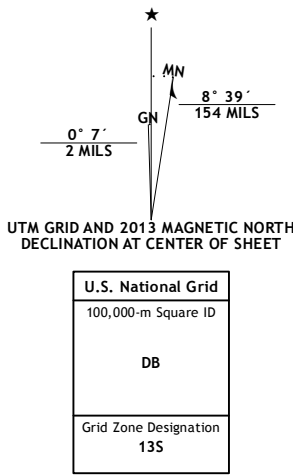 ★
MN
GN
8° 39´
154 MILS
0° 7´
2 MILS
UTM GRID AND 2013 MAGNETIC NORTH
DECLINATION AT CENTER OF SHEET
U.S. National Grid
100,000-m Square ID
DB
Grid Zone Designation
13S